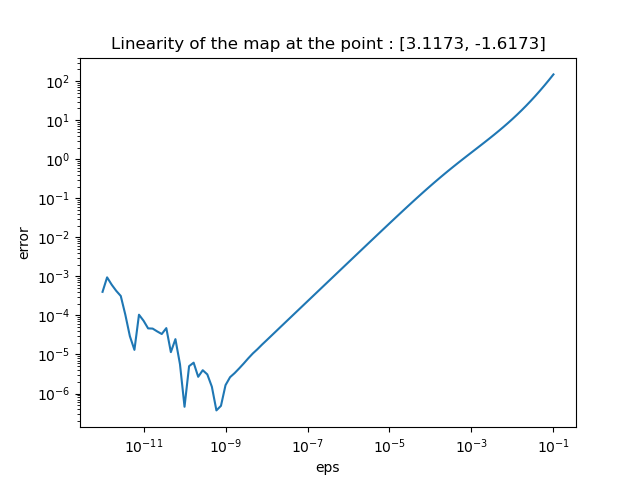 Linearity of the map at the point : [3.1173, -1.6173]
10²
10¹
10⁰
10⁻¹
10⁻²
10⁻³
10⁻⁴
10⁻⁵
10⁻⁶
error
10⁻¹¹ 10⁻⁹ 10⁻⁷ 10⁻⁵ 10⁻³ 10⁻¹
eps